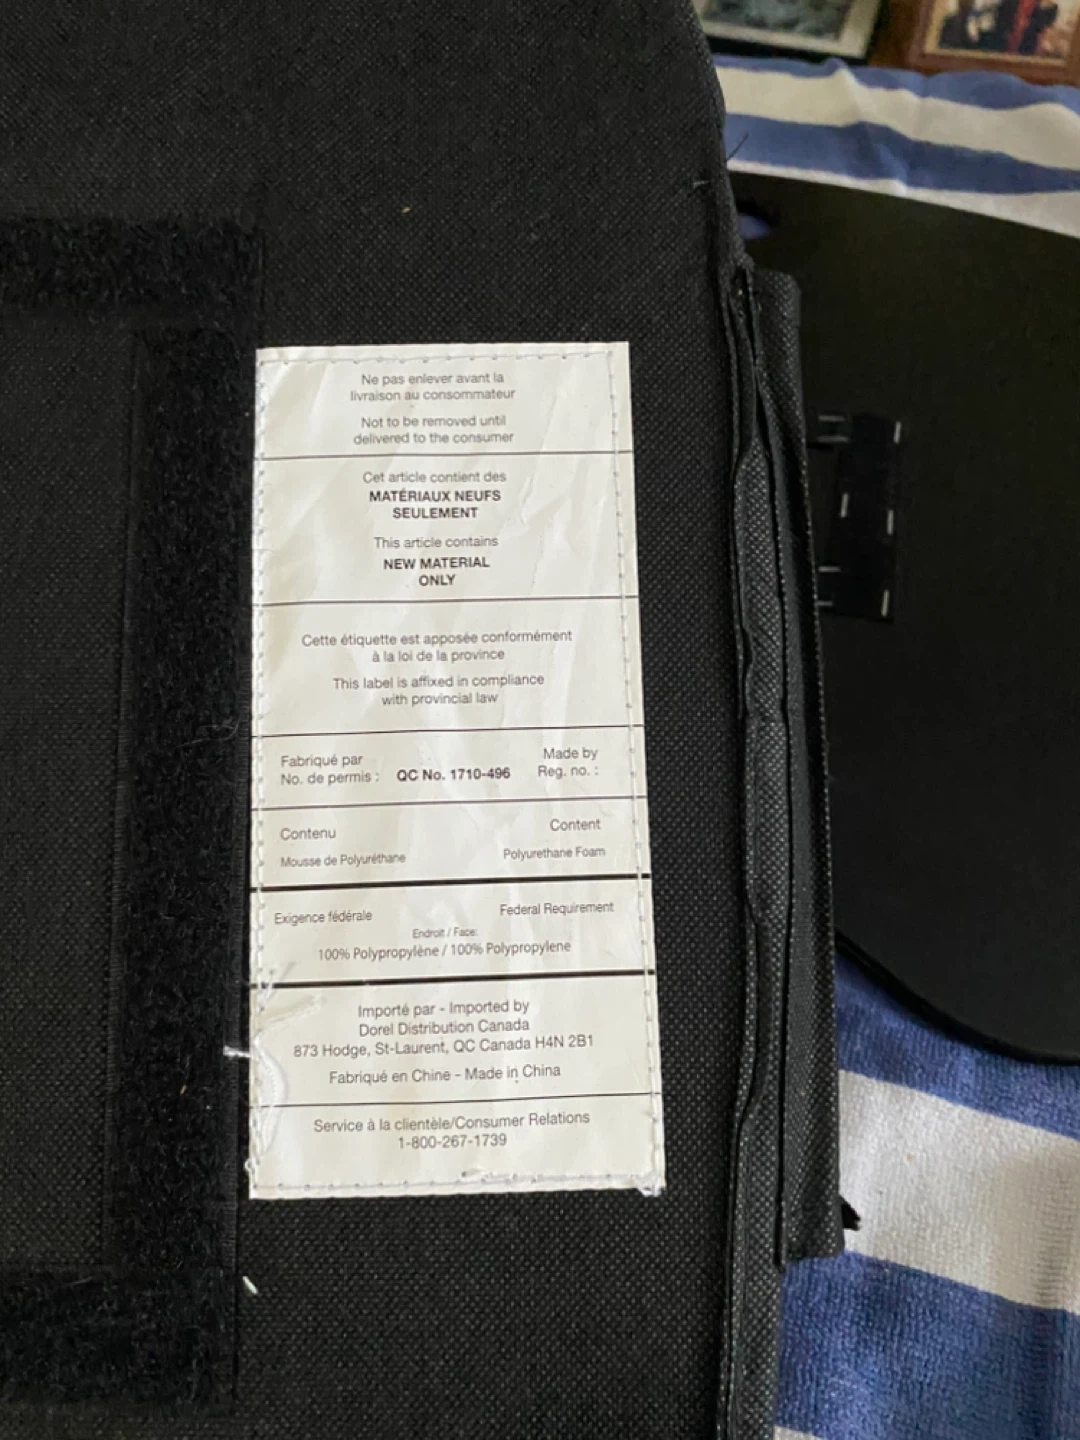 Ne pas enlever avant la
livraison au consommateur
Not to be removed until
delivered to the consumer
Cet article contient des
MATÉRIAUX NEUFS
SEULEMENT
This article contains
NEW MATERIAL
ONLY
Cette étiquette est apposée conformément
à la loi de la province
This label is affixed in compliance
with provincial law
Fabriqué par Made by
No. de permis : QC No. 1710-496 Reg. no. :
Contenu Content
Mousse de Polyuréthane Polyurethane Foam
Exigence fédérale Federal Requirement
Endroit / Face:
100% Polypropylène / 100% Polypropylene
Importé par - Imported by
Dorel Distribution Canada
873 Hodge, St-Laurent, QC Canada H4N 2B1
Fabriqué en Chine - Made in China
Service à la clientèle/Consumer Relations
1-800-267-1739